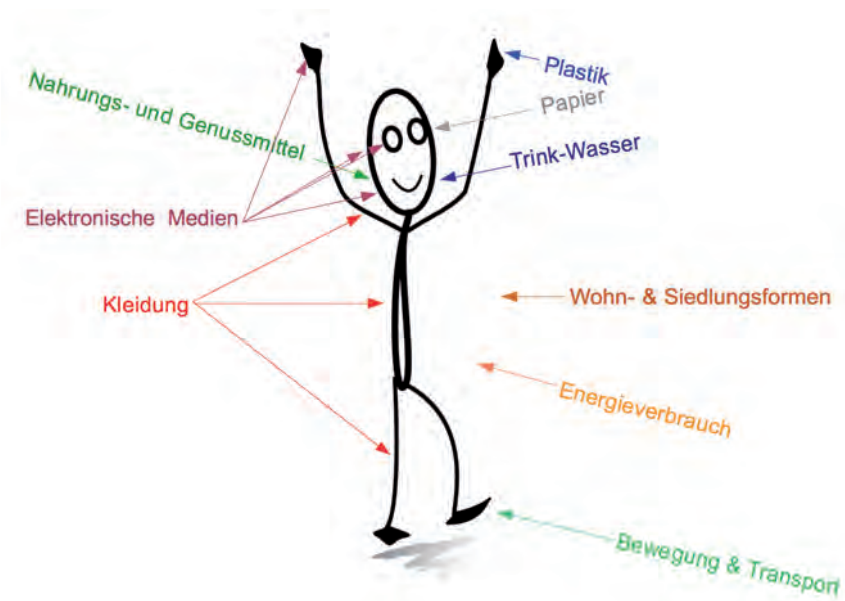 Plastik
Papier
Nahrungs- und Genussmittel
Trink-Wasser
Elektronische Medien
Kleidung
Wohn- & Siedlungsformen
Energieverbrauch
Bewegung & Transport